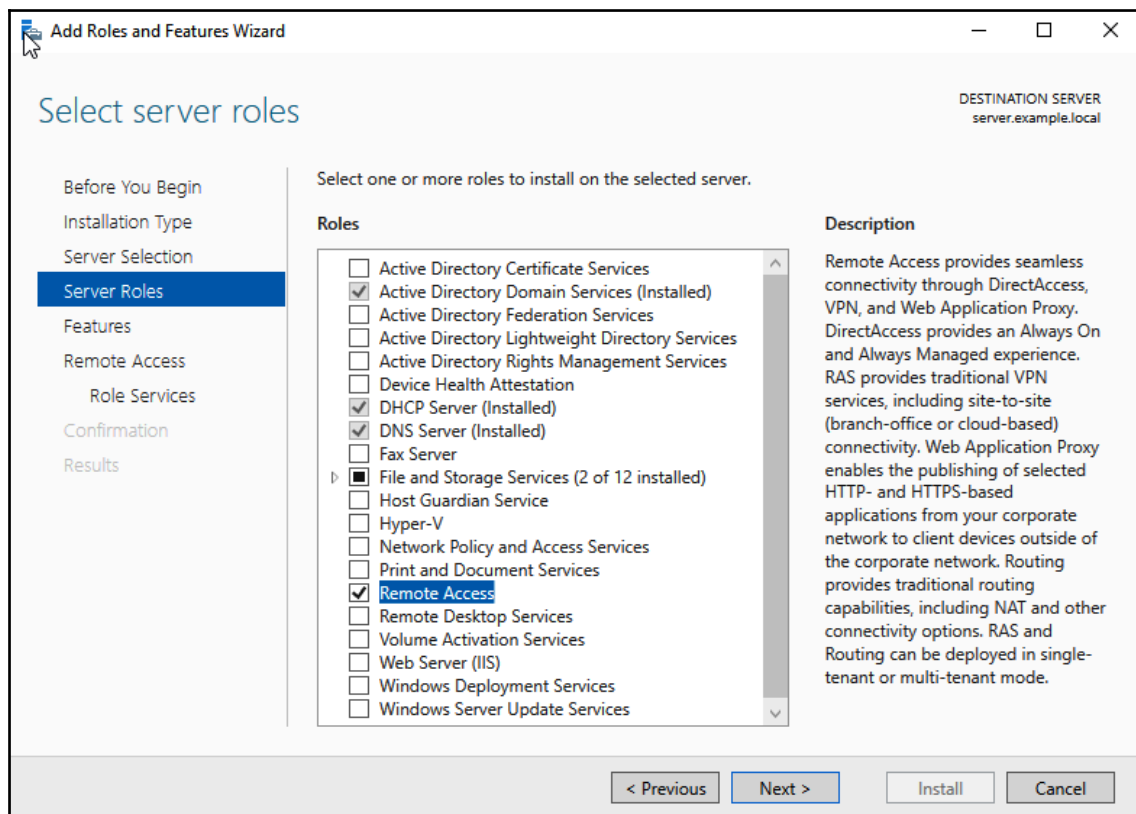 Add Roles and Features Wizard
Select server roles
DESTINATION SERVER
server.example.local
Before You Begin
Installation Type
Server Selection
Server Roles
Features
Remote Access
Role Services
Confirmation
Results
Select one or more roles to install on the selected server.
Roles
Active Directory Certificate Services
Active Directory Domain Services (Installed)
Active Directory Federation Services
Active Directory Lightweight Directory Services
Active Directory Rights Management Services
Device Health Attestation
DHCP Server (Installed)
DNS Server (Installed)
Fax Server
File and Storage Services (2 of 12 installed)
Host Guardian Service
Hyper-V
Network Policy and Access Services
Print and Document Services
Remote Access
Remote Desktop Services
Volume Activation Services
Web Server (IIS)
Windows Deployment Services
Windows Server Update Services
Description
Remote Access provides seamless
connectivity through DirectAccess,
VPN, and Web Application Proxy.
DirectAccess provides an Always On
and Always Managed experience.
RAS provides traditional VPN
services, including site-to-site
(branch-office or cloud-based)
connectivity. Web Application Proxy
enables the publishing of selected
HTTP- and HTTPS-based
applications from your corporate
network to client devices outside of
the corporate network. Routing
provides traditional routing
capabilities, including NAT and other
connectivity options. RAS and
Routing can be deployed in single-
tenant or multi-tenant mode.
< Previous
Next >
Install
Cancel